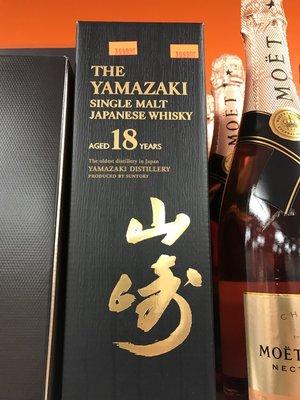 THE
YAMAZAKI
SINGLE MALT
JAPANESE WHISKY
AGED 18 YEARS
The oldest distillery in Japan
YAMAZAKI DISTILLERY
PRODUCED BY SUNTORY
山崎
MOËT
MOËT
MOËT
NECT